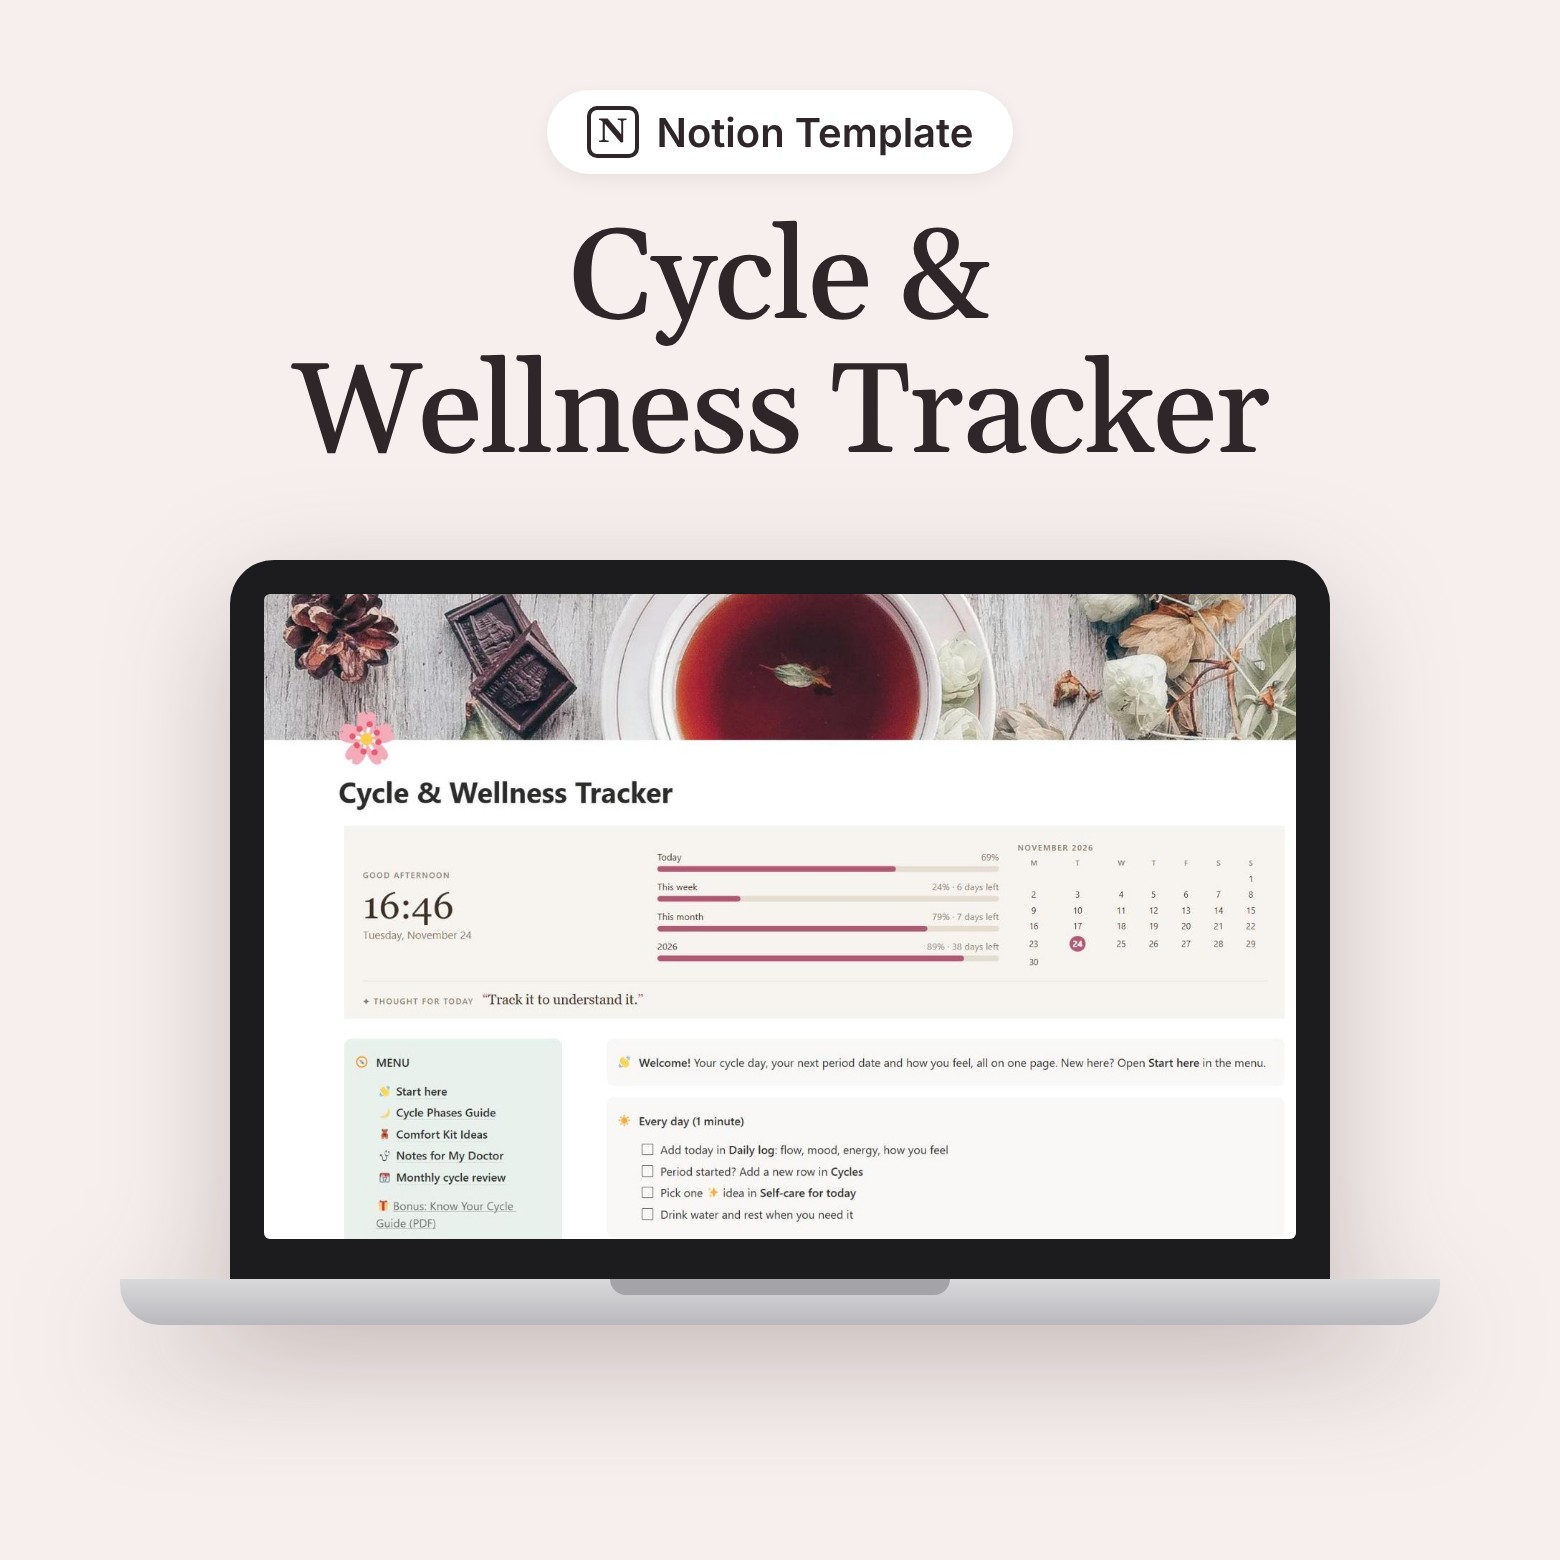 N Notion Template
Cycle &
Wellness Tracker
Cycle & Wellness Tracker
GOOD AFTERNOON
16:46
Tuesday, November 24
Today 69%
This week 24% · 6 days left
This month 79% · 7 days left
2026 89% · 38 days left
NOVEMBER 2026
M T W T F S S
1
2 3 4 5 6 7 8
9 10 11 12 13 14 15
16 17 18 19 20 21 22
23 24 25 26 27 28 29
30
✦ THOUGHT FOR TODAY “Track it to understand it.”
MENU
👋 Start here
🌙 Cycle Phases Guide
🧸 Comfort Kit Ideas
🩺 Notes for My Doctor
📅 Monthly cycle review
🎁 Bonus: Know Your Cycle
Guide (PDF)
👋 Welcome! Your cycle day, your next period date and how you feel, all on one page. New here? Open Start here in the menu.
☀️ Every day (1 minute)
Add today in Daily log: flow, mood, energy, how you feel
Period started? Add a new row in Cycles
Pick one ✨ idea in Self-care for today
Drink water and rest when you need it